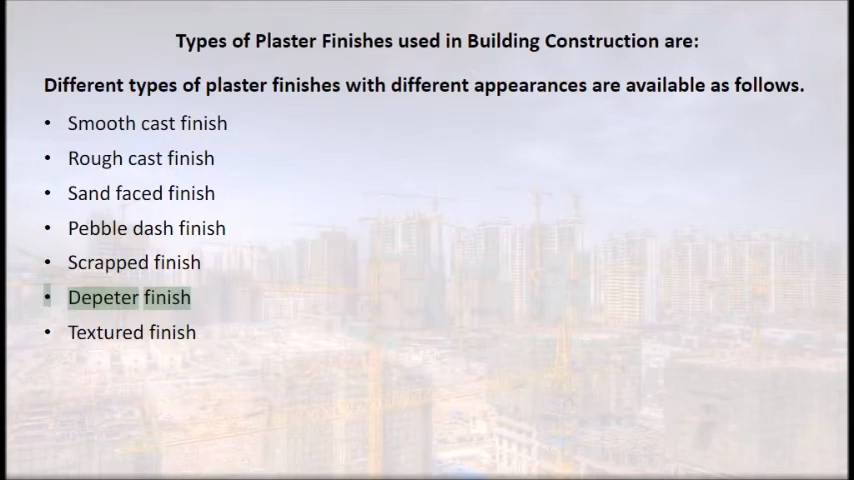 Types of Plaster Finishes used in Building Construction are:
Different types of plaster finishes with different appearances are available as follows.
• Smooth cast finish
• Rough cast finish
• Sand faced finish
• Pebble dash finish
• Scrapped finish
• Depeter finish
• Textured finish